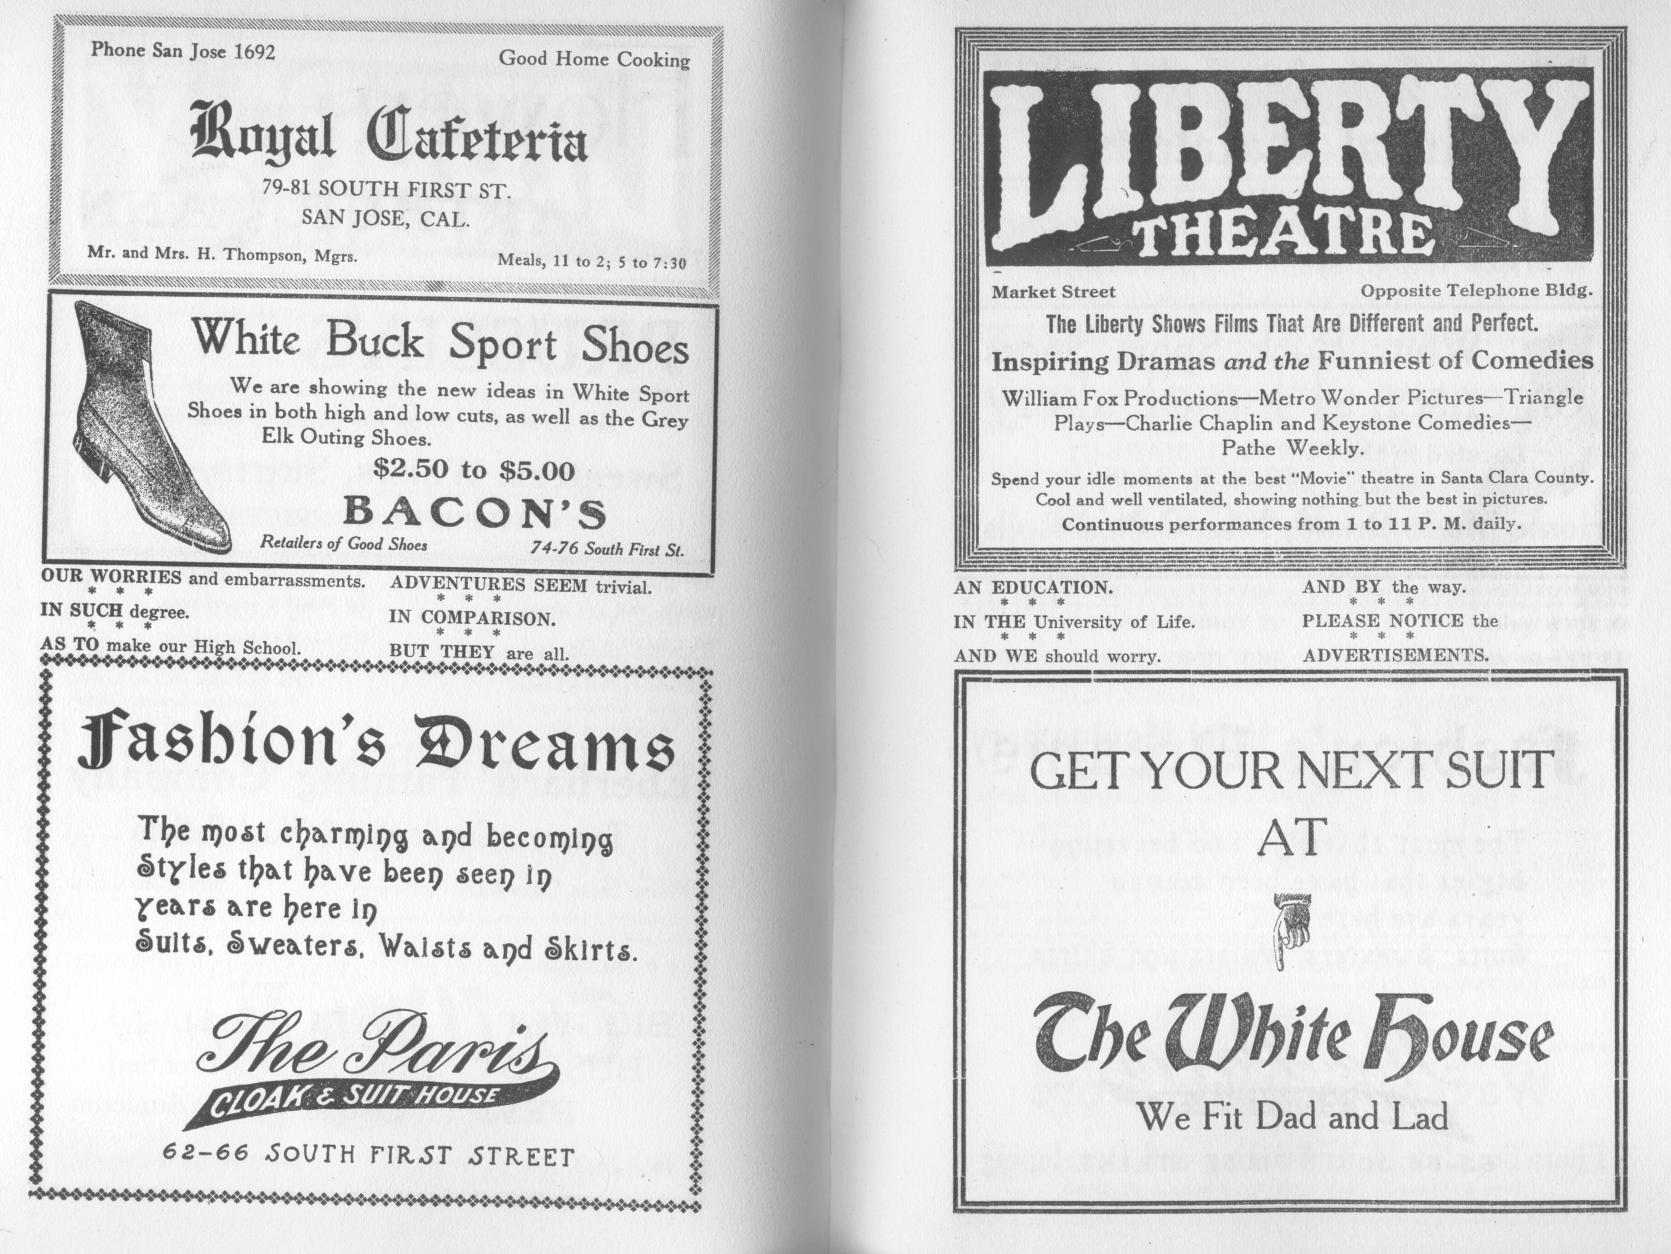 Phone San Jose 1692
Good Home Cooking
Royal Cafeteria
79-81 SOUTH FIRST ST.
SAN JOSE, CAL.
Mr. and Mrs. H. Thompson, Mgrs.
Meals, 11 to 2; 5 to 7:30
White Buck Sport Shoes
We are showing the new ideas in White Sport
Shoes in both high and low cuts, as well as the Grey
Elk Outing Shoes.
$2.50 to $5.00
BACON'S
Retailers of Good Shoes
74-76 South First St.
OUR WORRIES and embarrassments.
* * *
IN SUCH degree.
* * *
AS TO make our High School.
ADVENTURES SEEM trivial.
* * *
IN COMPARISON.
* * *
BUT THEY are all.
Fashion's Dreams
The most charming and becoming
Styles that have been seen in
years are here in
Suits, Sweaters, Waists and Skirts.
The Paris
CLOAK & SUIT HOUSE
62-66 SOUTH FIRST STREET
LIBERTY
THEATRE
Market Street
Opposite Telephone Bldg.
The Liberty Shows Films That Are Different and Perfect.
Inspiring Dramas and the Funniest of Comedies
William Fox Productions—Metro Wonder Pictures—Triangle
Plays—Charlie Chaplin and Keystone Comedies—
Pathe Weekly.
Spend your idle moments at the best "Movie" theatre in Santa Clara County.
Cool and well ventilated, showing nothing but the best in pictures.
Continuous performances from 1 to 11 P. M. daily.
AN EDUCATION.
* * *
IN THE University of Life.
* * *
AND WE should worry.
AND BY the way.
* * *
PLEASE NOTICE the
* * *
ADVERTISEMENTS.
GET YOUR NEXT SUIT
AT
The White House
We Fit Dad and Lad